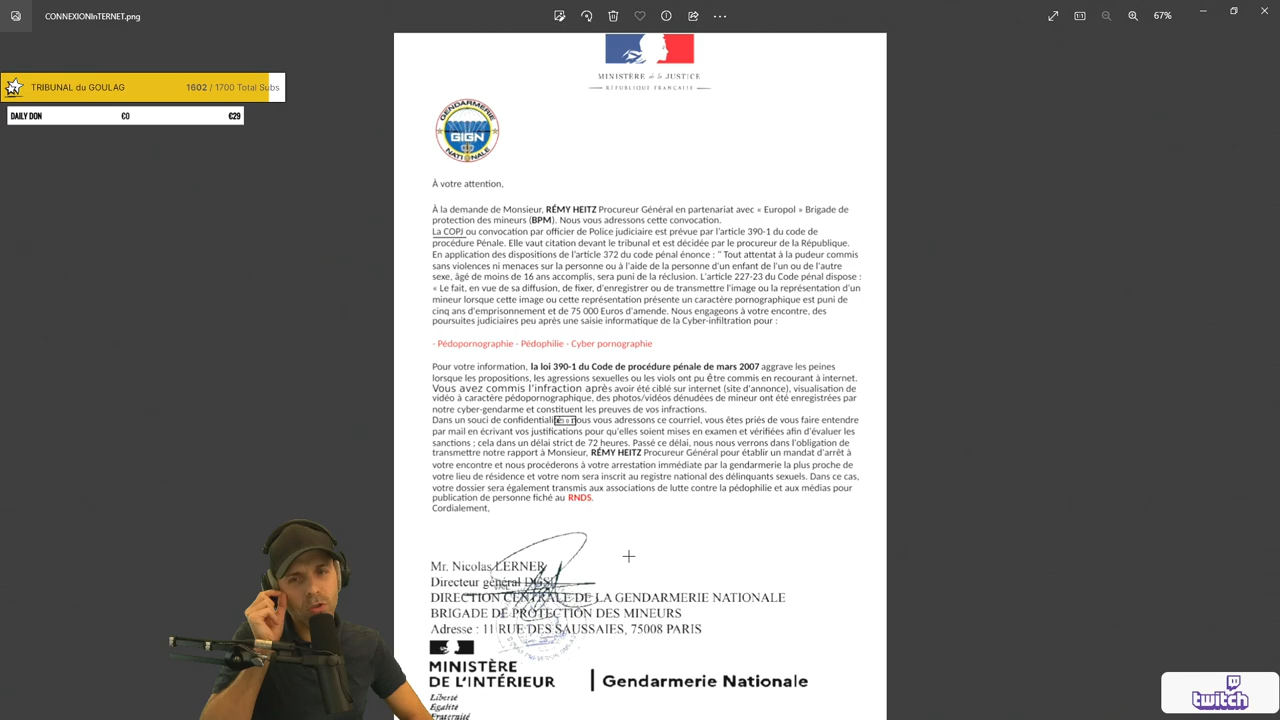 CONNEXIONInTERNET.png
67%
TRIBUNAL du GOULAG
1602 / 1700 Total Subs
DAILY DON €0 €29
MINISTÈRE de la JUSTICE
RÉPUBLIQUE FRANÇAISE
GENDARMERIE
GIGN
NATIONALE
À votre attention,
À la demande de Monsieur, RÉMY HEITZ Procureur Général en partenariat avec « Europol » Brigade de
protection des mineurs (BPM). Nous vous adressons cette convocation.
La COPJ ou convocation par officier de Police judiciaire est prévue par l'article 390-1 du code de
procédure Pénale. Elle vaut citation devant le tribunal et est décidée par le procureur de la République.
En application des dispositions de l'article 372 du code pénal énonce : " Tout attentat à la pudeur commis
sans violences ni menaces sur la personne ou à l'aide de la personne d'un enfant de l'un ou de l'autre
sexe, âgé de moins de 16 ans accomplis, sera puni de la réclusion. L'article 227-23 du Code pénal dispose :
« Le fait, en vue de sa diffusion, de fixer, d'enregistrer ou de transmettre l'image ou la représentation d'un
mineur lorsque cette image ou cette représentation présente un caractère pornographique est puni de
cinq ans d'emprisonnement et de 75 000 Euros d'amende. Nous engageons à votre encontre, des
poursuites judiciaires peu après une saisie informatique de la Cyber-infiltration pour :
- Pédopornographie - Pédophilie - Cyber pornographie
Pour votre information, la loi 390-1 du Code de procédure pénale de mars 2007 aggrave les peines
lorsque les propositions, les agressions sexuelles ou les viols ont pu être commis en recourant à internet.
Vous avez commis l'infraction après avoir été ciblé sur internet (site d'annonce), visualisation de
vidéo à caractère pédopornographique, des photos/vidéos dénudées de mineur ont été enregistrées par
notre cyber-gendarme et constituent les preuves de vos infractions.
Dans un souci de vous adressons ce courriel, vous êtes priés de vous faire entendre
par mail en écrivant vos justifications pour qu'elles soient mises en examen et vérifiées afin d'évaluer les
sanctions ; cela dans un délai strict de 72 heures. Passé ce délai, nous nous verrons dans l'obligation de
transmettre notre rapport à Monsieur, RÉMY HEITZ Procureur Général pour établir un mandat d'arrêt à
votre encontre et nous procéderons à votre arrestation immédiate par la gendarmerie la plus proche de
votre lieu de résidence et votre nom sera inscrit au registre national des délinquants sexuels. Dans ce cas,
votre dossier sera également transmis aux associations de lutte contre la pédophilie et aux médias pour
publication de personne fiché au RNDS.
Cordialement,
Mr. Nicolas LERNER
Directeur général DGSI
DIRECTION CENTRALE DE LA GENDARMERIE NATIONALE
BRIGADE DE PROTECTION DES MINEURS
Adresse : 11 RUE DES SAUSSAIES, 75008 PARIS
MINISTÈRE
DE L'INTÉRIEUR
Gendarmerie Nationale
Liberté
Égalité
Fraternité
twitch